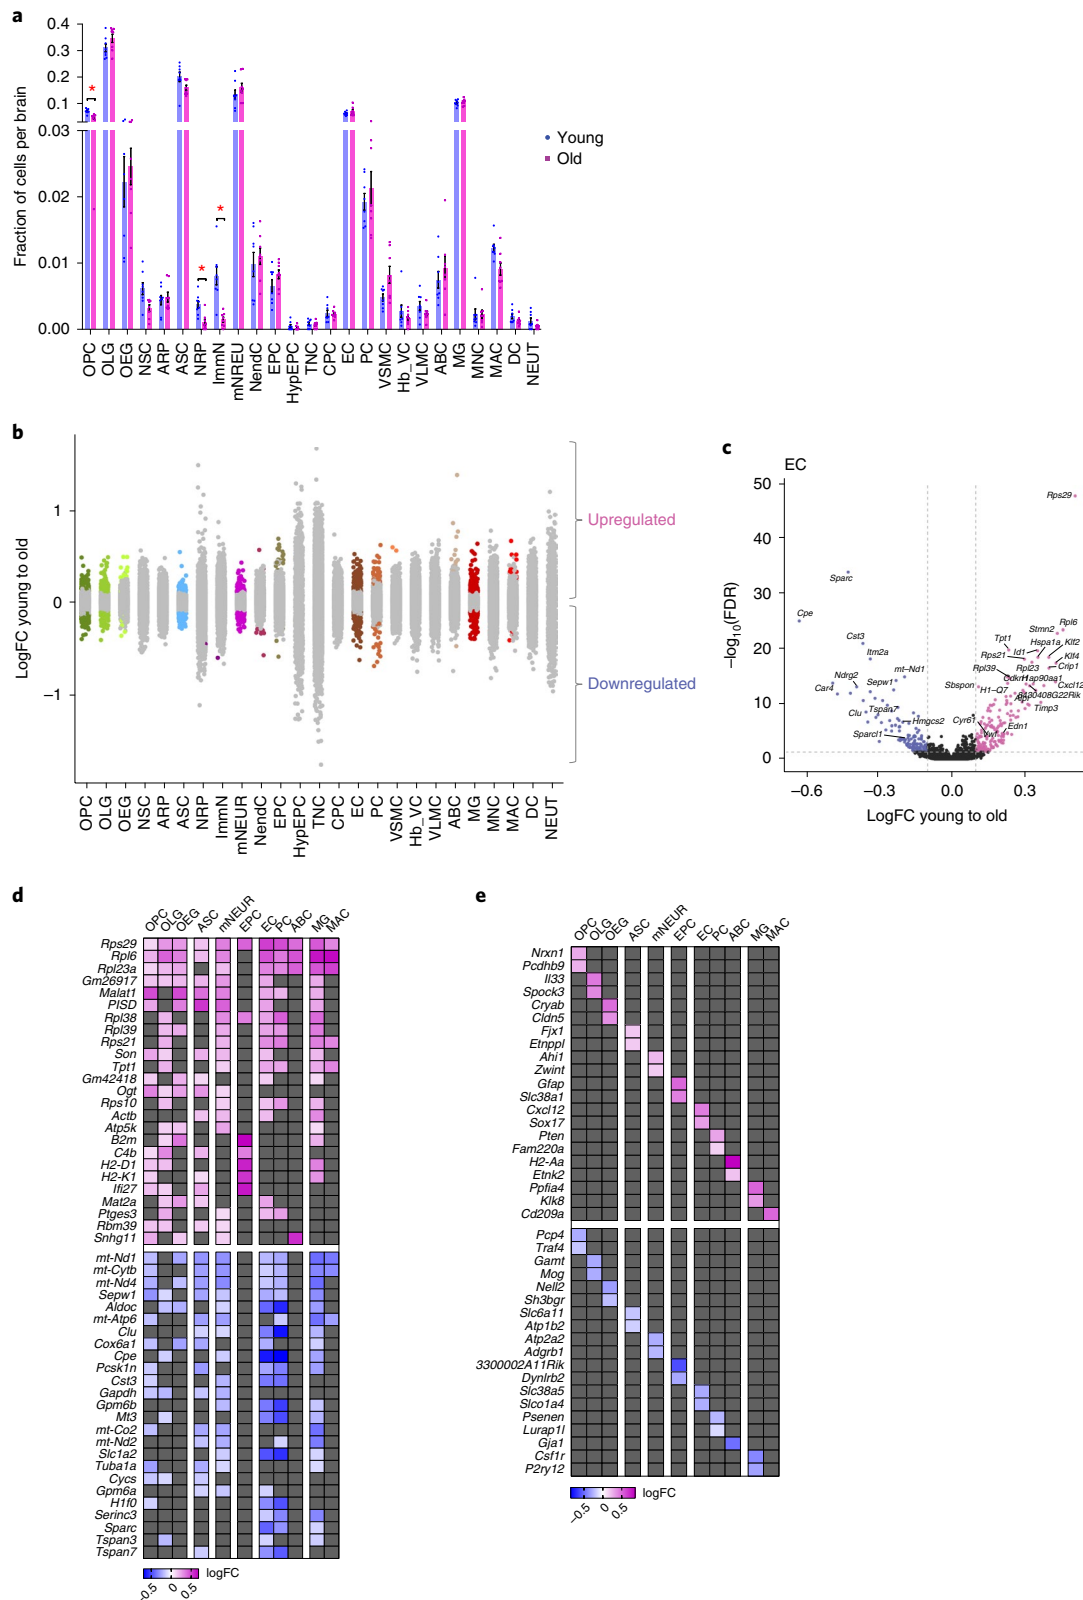 a
Fraction of cells per brain
0.4
0.3
0.2
0.1
0.03
0.02
0.01
0.00
*
*
*
Young
Old
OPC
OLG
OEG
NSC
ARP
ASC
NRP
ImmN
mNREU
NendC
EPC
HypEPC
TNC
CPC
EC
PC
VSMC
Hb_VC
VLMC
ABC
MG
MNC
MAC
DC
NEUT
b
LogFC young to old
1
0
−1
Upregulated
Downregulated
OPC
OLG
OEG
NSC
ARP
ASC
NRP
ImmN
mNEUR
NendC
EPC
HypEPC
TNC
CPC
EC
PC
VSMC
Hb_VC
VLMC
ABC
MG
MNC
MAC
DC
NEUT
c
EC
−log10(FDR)
50
40
30
20
10
0
Rps29
Sparc
Cpe
Rpl6
Stmn2
Cst3
Tpt1
Id1
Hspa1a
Klf2
Itm2a
Rps21
Klf4
mt−Nd1
Rpl39
Rpl23
Crip1
Ndrg2
Sepw1
Sbspon
H1−Q7
Cxcl12
Car4
6430408G22Rik
Clu
Tspan7
Timp3
Hmgcs2
Cyr61
Edn1
Sparcl1
Vwf
−0.6
−0.3
0.0
0.3
LogFC young to old
d
OPC
OLG
OEG
ASC
mNEUR
EPC
EC
PC
ABC
MG
MAC
Rps29
Rpl6
Rpl23a
Gm26917
Malat1
PISD
Rpl38
Rpl39
Rps21
Son
Tpt1
Gm42418
Ogt
Rps10
Actb
Atp5k
B2m
C4b
H2-D1
H2-K1
Ifi27
Mat2a
Ptges3
Rbm39
Snhg11
mt-Nd1
mt-Cytb
mt-Nd4
Sepw1
Aldoc
mt-Atp6
Clu
Cox6a1
Cpe
Pcsk1n
Cst3
Gapdh
Gpm6b
Mt3
mt-Co2
mt-Nd2
Slc1a2
Tuba1a
Cycs
Gpm6a
H1f0
Serinc3
Sparc
Tspan3
Tspan7
logFC
−0.5
0
0.5
e
OPC
OLG
OEG
ASC
mNEUR
EPC
EC
PC
ABC
MG
MAC
Nrxn1
Pcdhb9
Il33
Spock3
Cryab
Cldn5
Fjx1
Etnppl
Ahi1
Zwint
Gfap
Slc38a1
Cxcl12
Sox17
Pten
Fam220a
H2-Aa
Etnk2
Ppfia4
Klk8
Cd209a
Pcp4
Traf4
Gamt
Mog
Nell2
Sh3bgr
Slc6a11
Atp1b2
Atp2a2
Adgrb1
3300002A11Rik
Dynlrb2
Slc38a5
Slco1a4
Psenen
Lurap1l
Gja1
Csf1r
P2ry12
logFC
−0.5
0
0.5